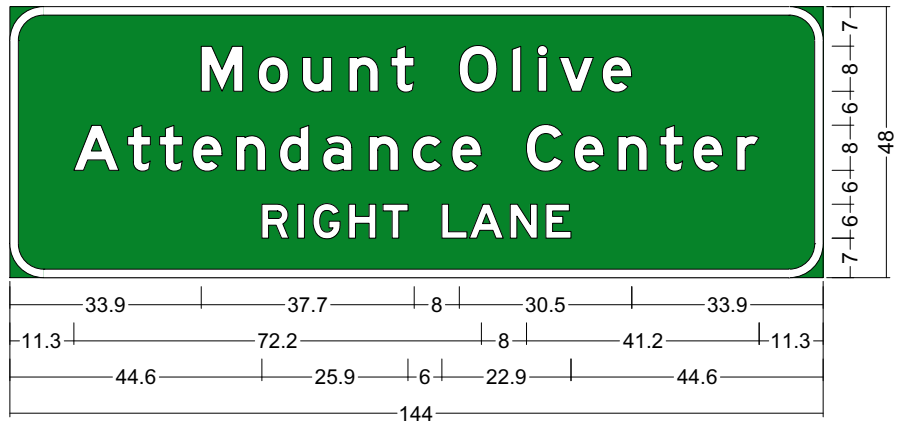 Mount Olive
Attendance Center
RIGHT LANE
7
8
6
8
6
6
7
48
33.9 37.7 8 30.5 33.9
11.3 72.2 8 41.2 11.3
44.6 25.9 6 22.9 44.6
144